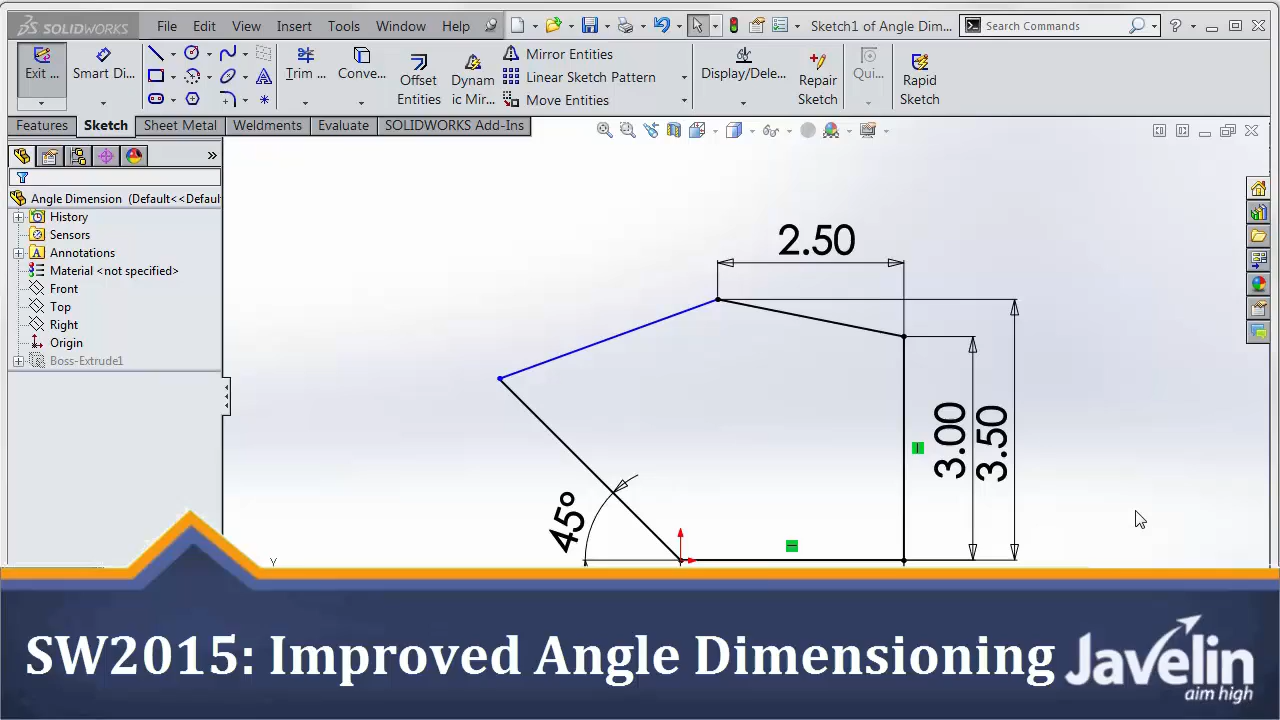 SOLIDWORKS File Edit View Insert Tools Window Help Sketch1 of Angle Dim... Search Commands
Exit ... Smart Di... Trim ... Conve... Offset Entities Dynam ic Mir... Mirror Entities Linear Sketch Pattern Move Entities Display/Dele... Repair Sketch Qui... Rapid Sketch
Features Sketch Sheet Metal Weldments Evaluate SOLIDWORKS Add-Ins
Angle Dimension (Default<<Defaul
History
Sensors
Annotations
Material <not specified>
Front
Top
Right
Origin
Boss-Extrude1
2.50
3.00
3.50
45°
Y
SW2015: Improved Angle Dimensioning
Javelin
aim high